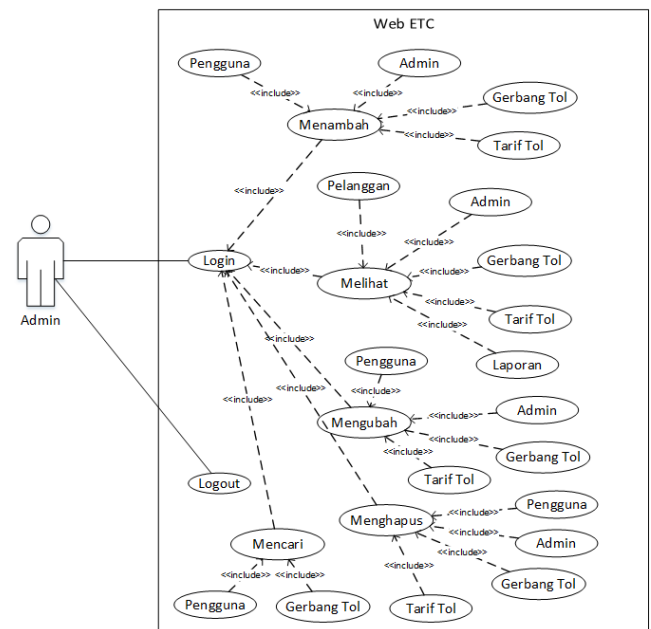 Web ETC
Pengguna
Admin
<<include>>
<<include>>
Gerbang Tol
<<include>>
Menambah
<<include>>
Tarif Tol
<<include>>
Pelanggan
Admin
<<include>>
<<include>>
Login
<<include>>
Melihat
<<include>>
Gerbang Tol
<<include>>
Tarif Tol
<<include>>
Laporan
Admin
<<include>>
<<include>>
Pengguna
<<include>>
<<include>>
Mengubah
<<include>>
Admin
<<include>>
Gerbang Tol
<<include>>
Tarif Tol
Logout
Menghapus
<<include>>
Pengguna
<<include>>
Admin
Mencari
<<include>>
Gerbang Tol
<<include>>
Tarif Tol
<<include>>
<<include>>
Pengguna
Gerbang Tol